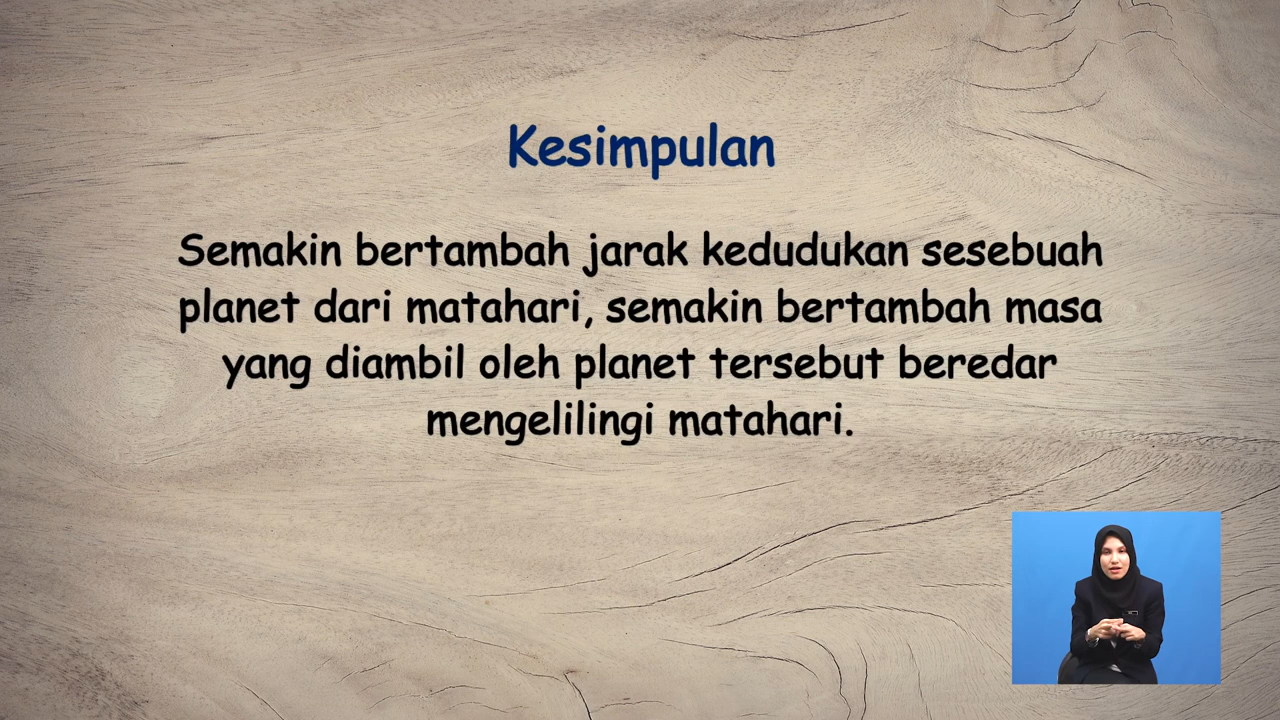 Kesimpulan
Semakin bertambah jarak kedudukan sesebuah
planet dari matahari, semakin bertambah masa
yang diambil oleh planet tersebut beredar
mengelilingi matahari.